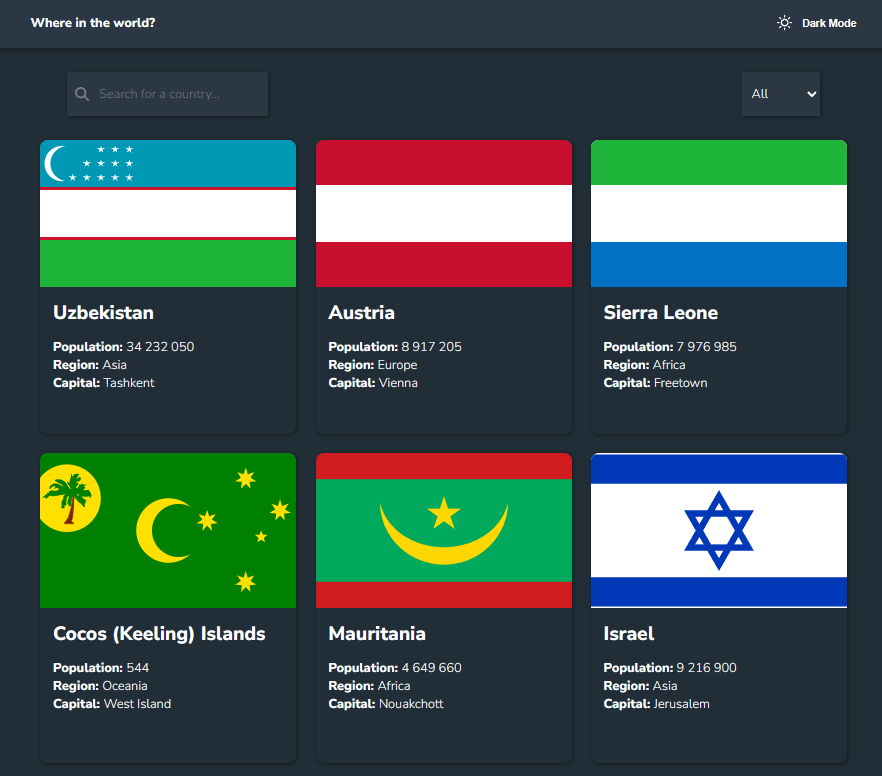 Where in the world?
Dark Mode
Search for a country...
All
Uzbekistan
Population: 34 232 050
Region: Asia
Capital: Tashkent
Austria
Population: 8 917 205
Region: Europe
Capital: Vienna
Sierra Leone
Population: 7 976 985
Region: Africa
Capital: Freetown
Cocos (Keeling) Islands
Population: 544
Region: Oceania
Capital: West Island
Mauritania
Population: 4 649 660
Region: Africa
Capital: Nouakchott
Israel
Population: 9 216 900
Region: Asia
Capital: Jerusalem